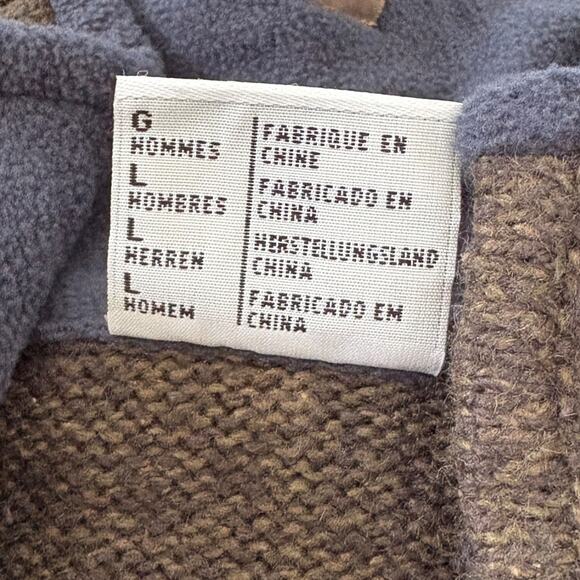 G
HOMMES
FABRIQUE EN
CHINE
L
HOMBRES
FABRICADO EN
CHINA
L
HERREN
HERSTELLUNGSLAND
CHINA
L
HOMEM
FABRICADO EM
CHINA